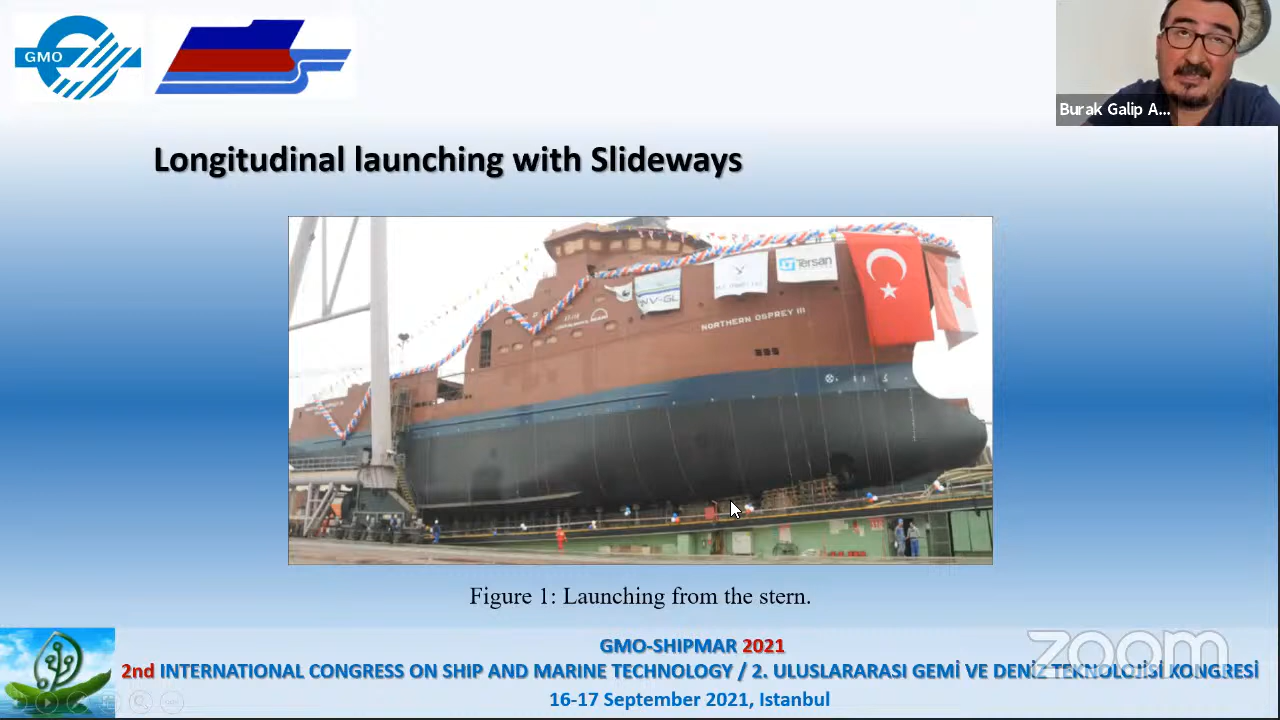 GMO
Burak Galip A...
Longitudinal launching with Slideways
Tersan
NV-GL
NORTHERN OSPREY III
Figure 1: Launching from the stern.
GMO-SHIPMAR 2021
2nd INTERNATIONAL CONGRESS ON SHIP AND MARINE TECHNOLOGY / 2. ULUSLARARASI GEMİ VE DENİZ TEKNOLOJİSİ KONGRESİ
16-17 September 2021, Istanbul
zoom